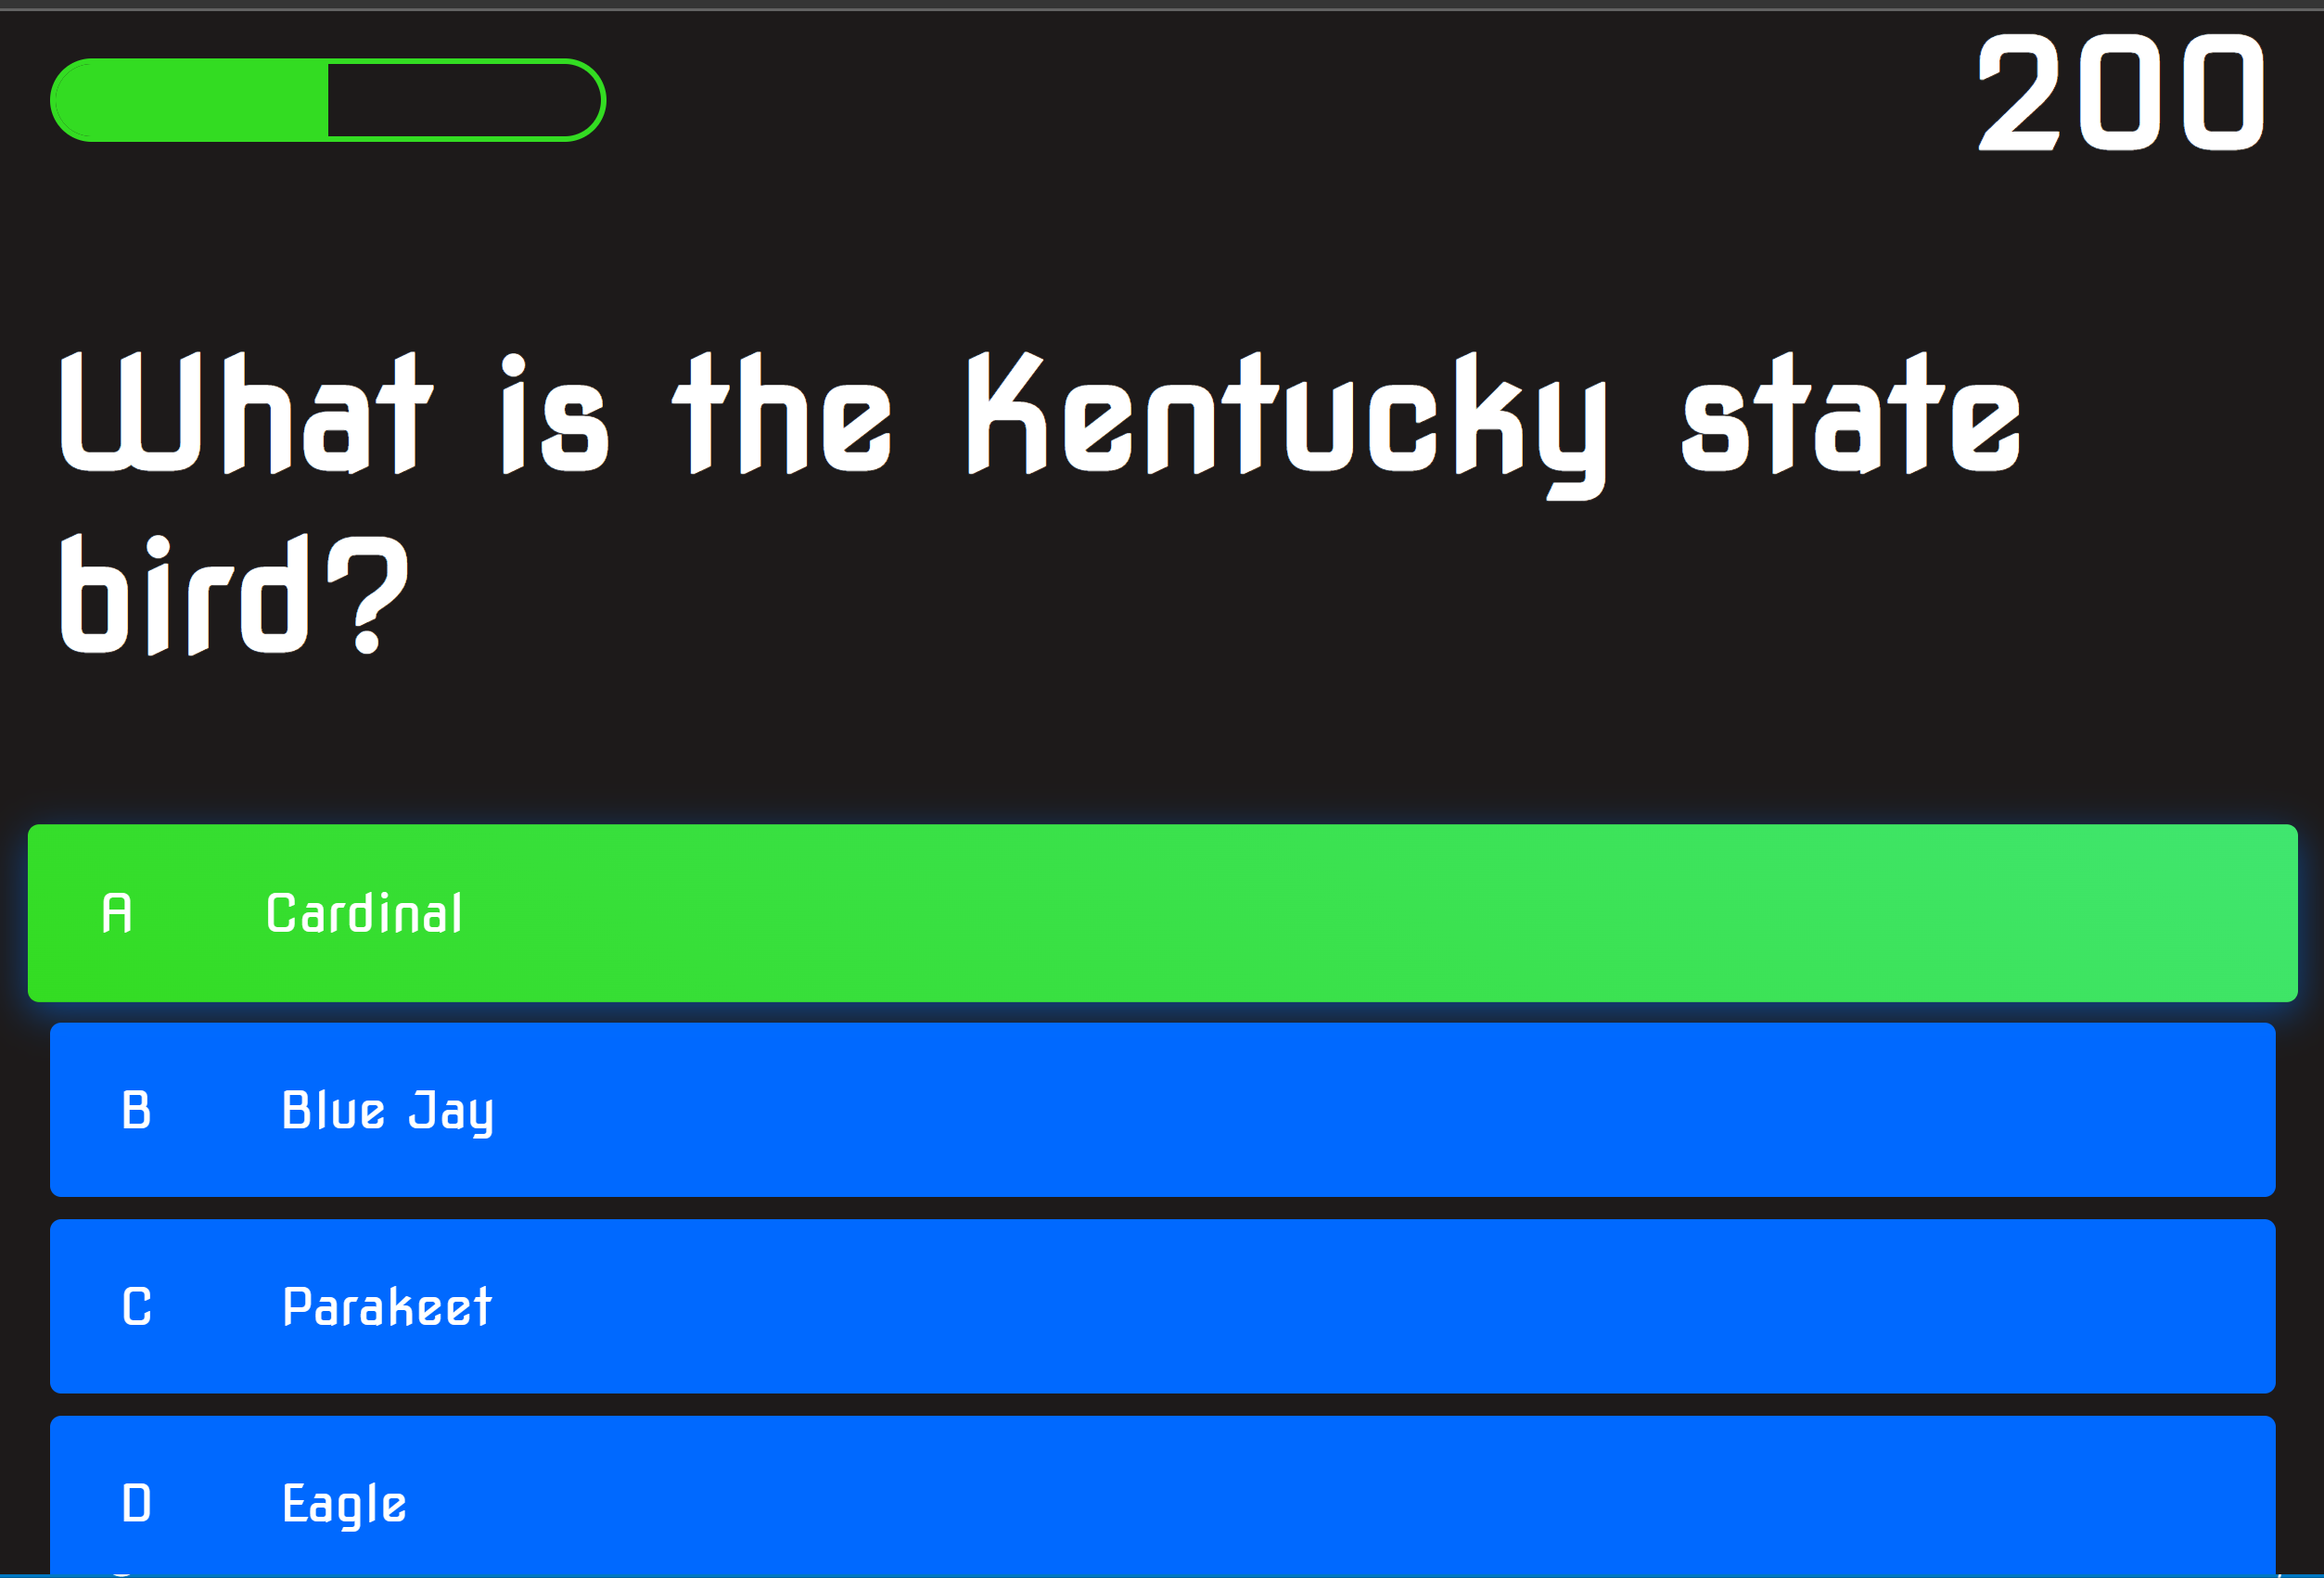 200
What is the Kentucky state
bird?
A Cardinal
B Blue Jay
C Parakeet
D Eagle